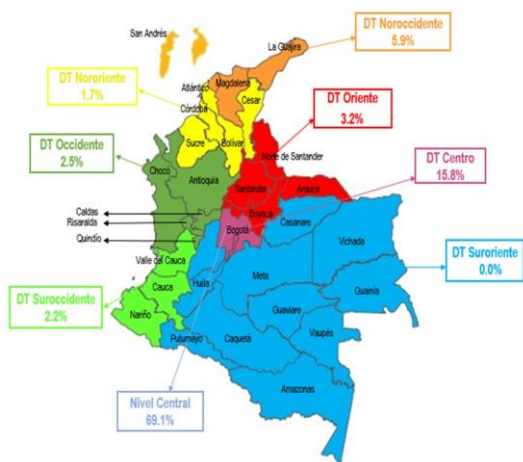 San Andrés
DT Noroccidente
5.9%
La Guajira
DT Nororiente
1.7%
Atlántico
Magdalena
Cesar
Córdoba
Sucre
Bolívar
DT Oriente
3.2%
DT Occidente
2.5%
Norte de Santander
Chocó
Antioquia
Santander
Arauca
DT Centro
15.8%
Caldas
Risaralda
Quindío
Boyacá
Casanare
Bogotá
Vichada
Valle del Cauca
Meta
DT Suroriente
0.0%
Cauca
Huila
Guainía
DT Suroccidente
2.2%
Nariño
Guaviare
Putumayo
Caquetá
Vaupés
Nivel Central
69.1%
Amazonas